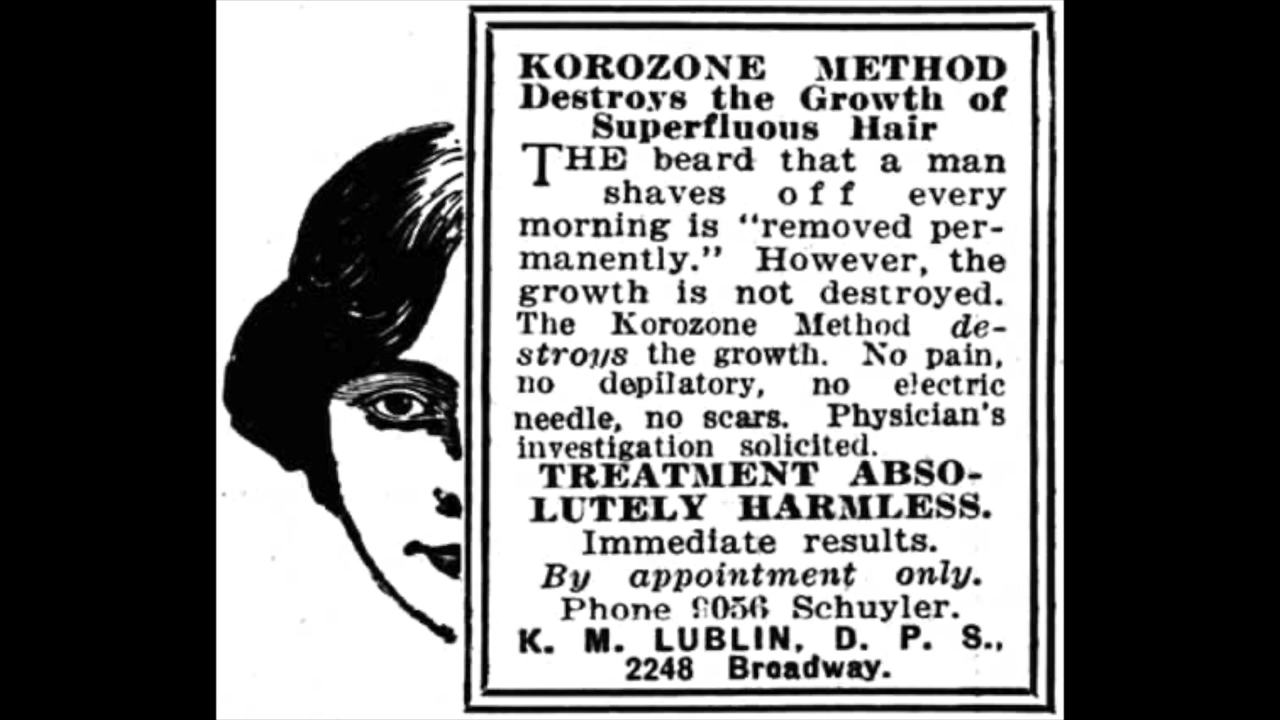 KOROZONE METHOD
Destroys the Growth of
Superfluous Hair
THE beard that a man
shaves off every
morning is “removed per-
manently.” However, the
growth is not destroyed.
The Korozone Method de-
stroys the growth. No pain,
no depilatory, no electric
needle, no scars. Physician's
investigation solicited.
TREATMENT ABSO-
LUTELY HARMLESS.
Immediate results.
By appointment only.
Phone Schuyler.
K. M. LUBLIN, D. P. S.,
2248 Broadway.